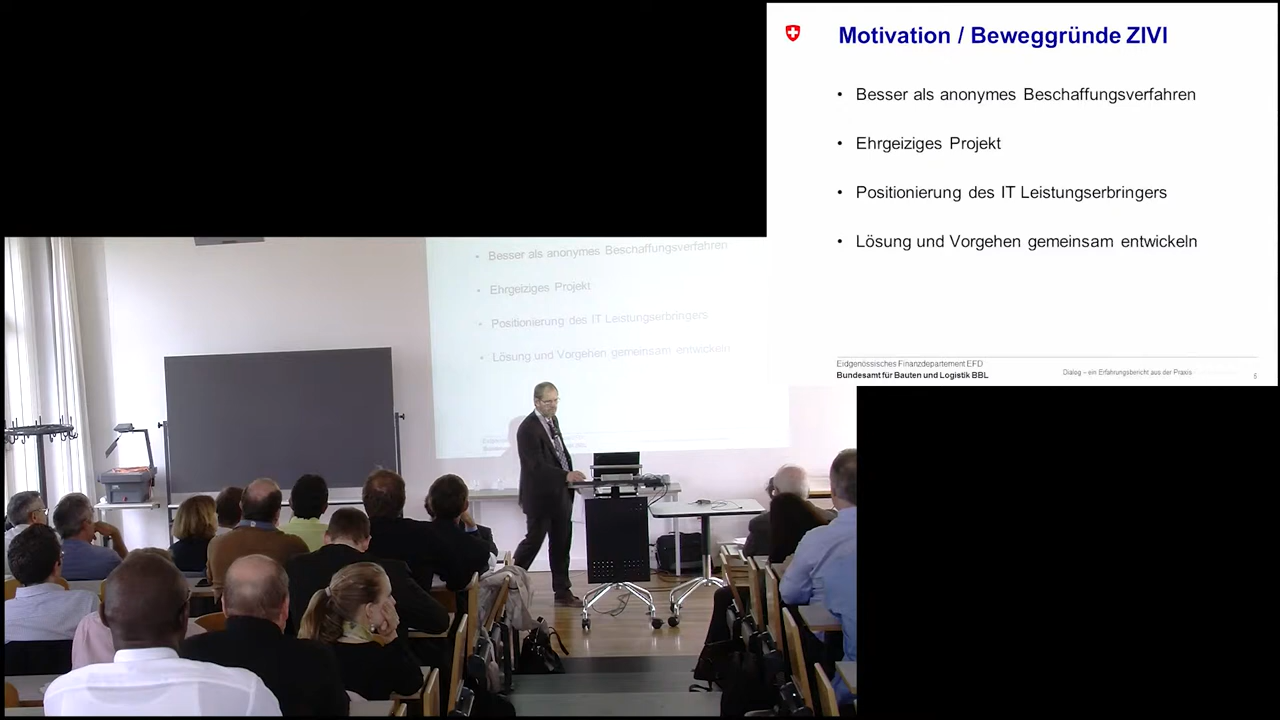 Motivation / Beweggründe ZIVI
• Besser als anonymes Beschaffungsverfahren
• Ehrgeiziges Projekt
• Positionierung des IT Leistungserbringers
• Lösung und Vorgehen gemeinsam entwickeln
Eidgenössisches Finanzdepartement EFD
Bundesamt für Bauten und Logistik BBL
Dialog – ein Erfahrungsbericht aus der Praxis
5
• Besser als anonymes Beschaffungsverfahren
• Ehrgeiziges Projekt
• Positionierung des IT Leistungserbringers
• Lösung und Vorgehen gemeinsam entwickeln